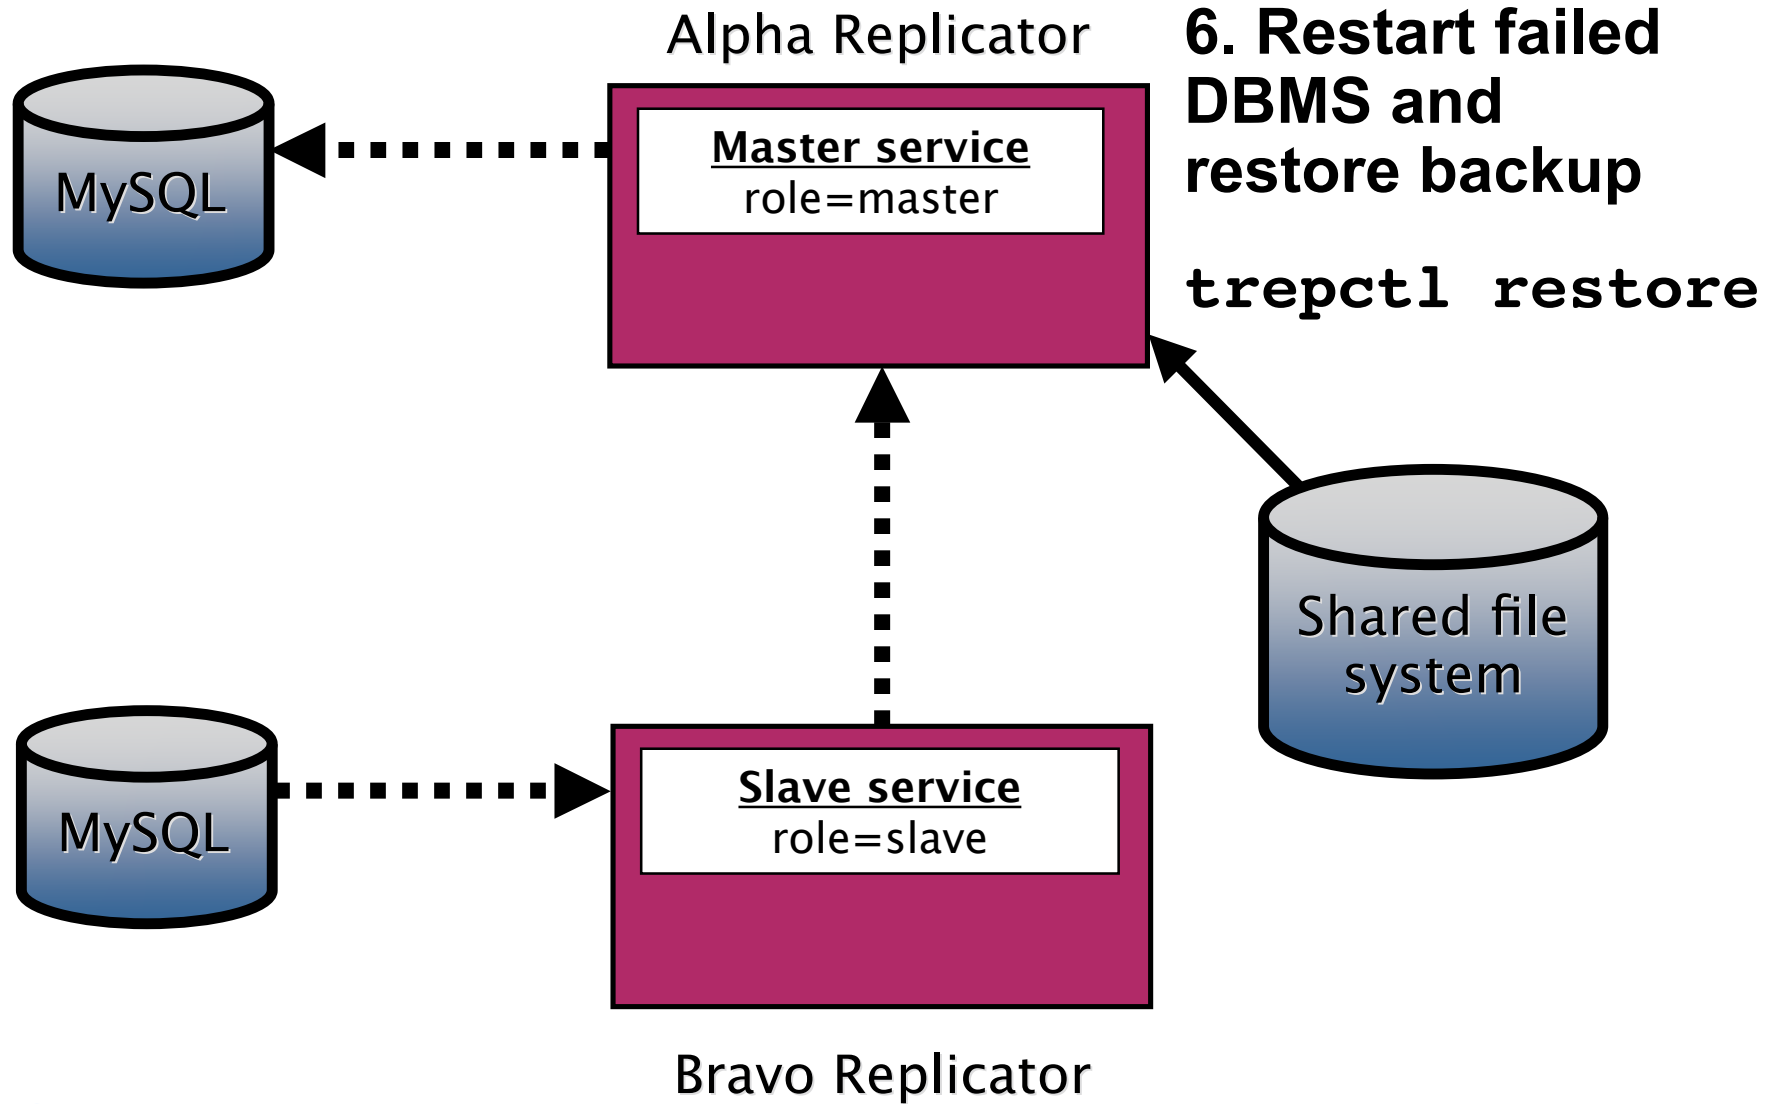 Alpha Replicator
6. Restart failed
DBMS and
restore backup
trepctl restore
MySQL
Master service
role=master
Shared file
system
MySQL
Slave service
role=slave
Bravo Replicator